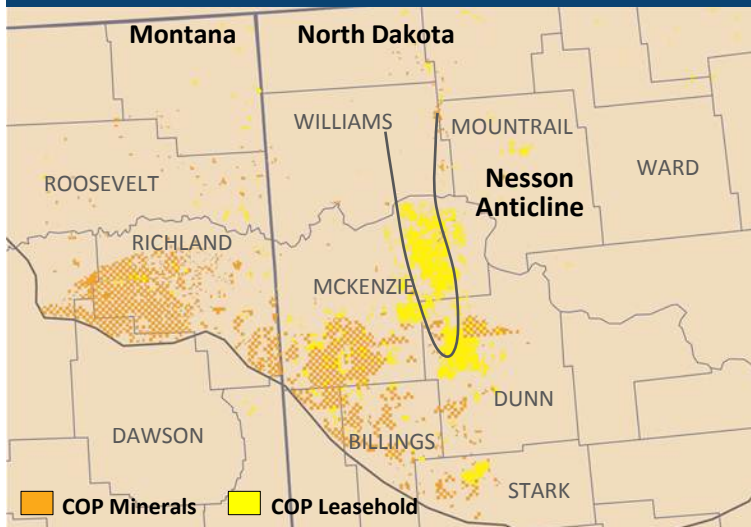 Montana
North Dakota
WILLIAMS
MOUNTRAIL
WARD
ROOSEVELT
Nesson
Anticline
RICHLAND
MCKENZIE
DUNN
DAWSON
BILLINGS
STARK
COP Minerals
COP Leasehold